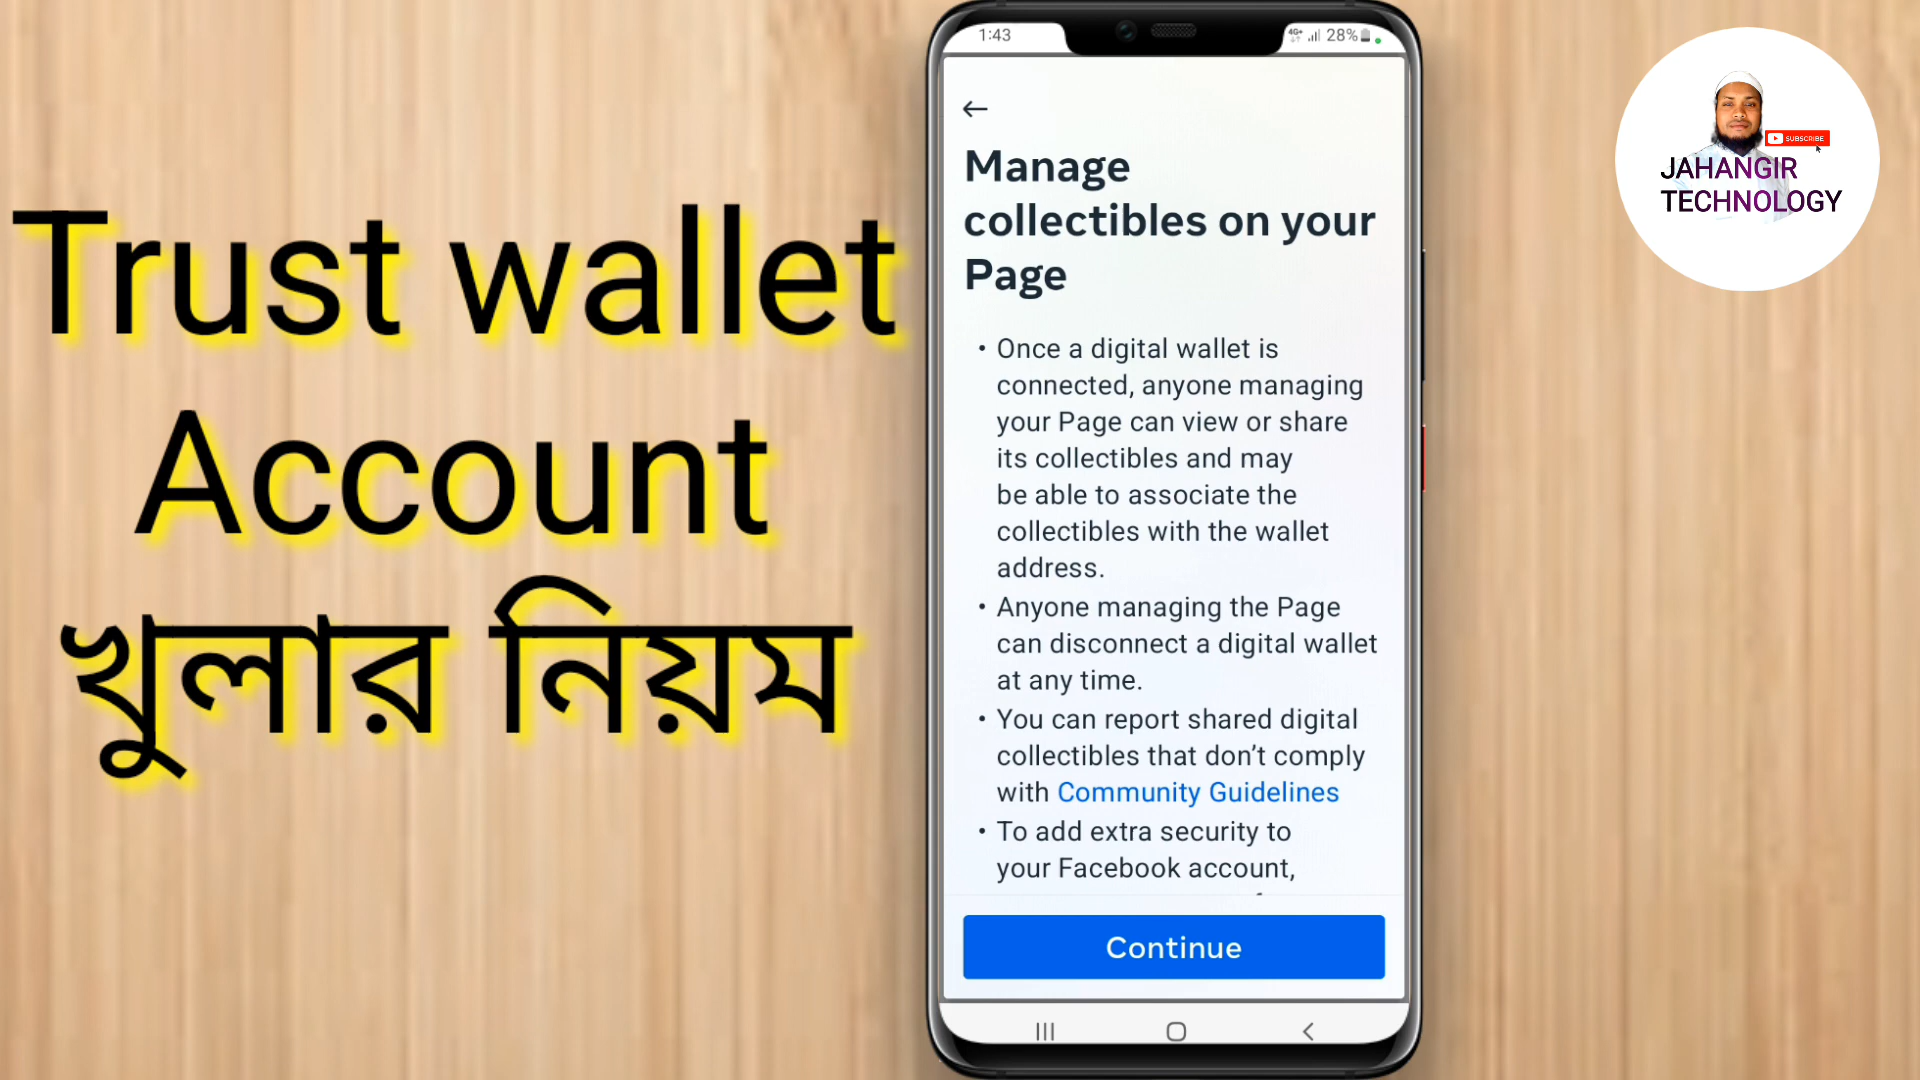 Trust wallet
Account
খুলার নিয়ম
1:43
4G+
28%
Manage
collectibles on your
Page
• Once a digital wallet is
connected, anyone managing
your Page can view or share
its collectibles and may
be able to associate the
collectibles with the wallet
address.
• Anyone managing the Page
can disconnect a digital wallet
at any time.
• You can report shared digital
collectibles that don’t comply
with Community Guidelines
• To add extra security to
your Facebook account,
Continue
SUBSCRIBE
JAHANGIR
TECHNOLOGY